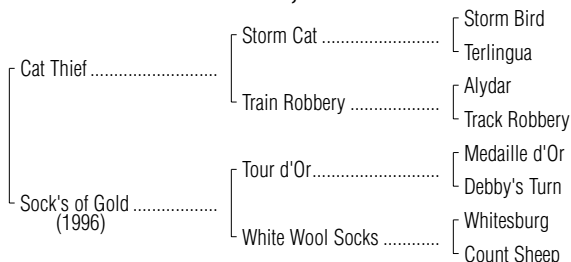 Storm Bird
Storm Cat ..........................
Terlingua
Cat Thief ...........................
Alydar
Train Robbery ...................
Track Robbery
Medaille d'Or
Tour d'Or...........................
Debby's Turn
Sock's of Gold ..................
(1996)
Whitesburg
White Wool Socks ............
Count Sheep